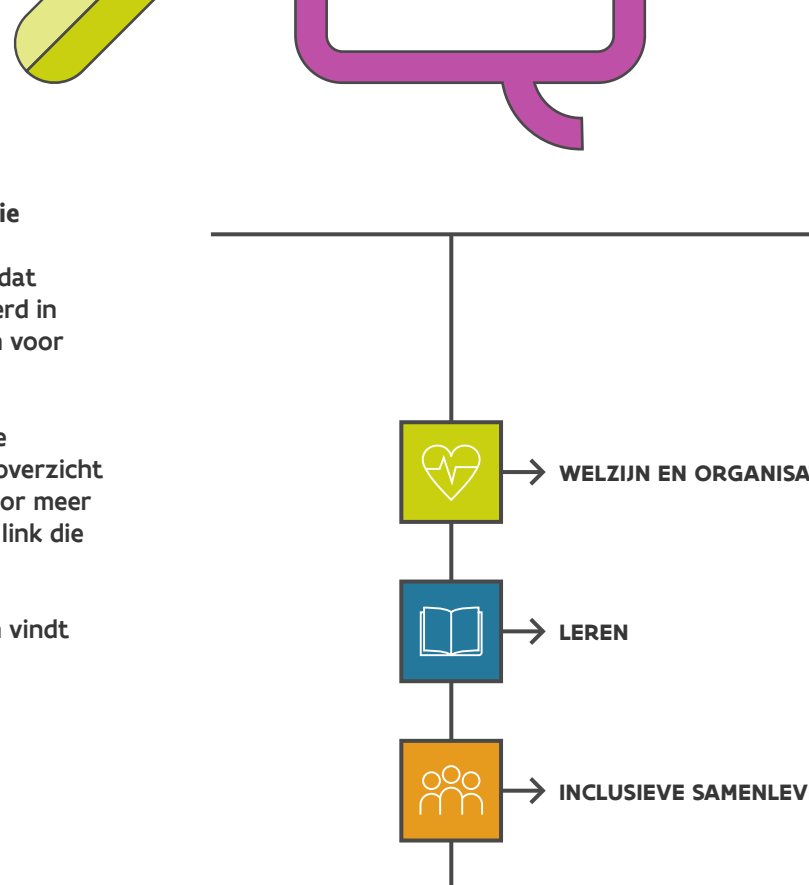 ie
dat
erd in
voor
e
overzicht
or meer
link die
vindt
WELZIJN EN ORGANISA
LEREN
INCLUSIEVE SAMENLEV